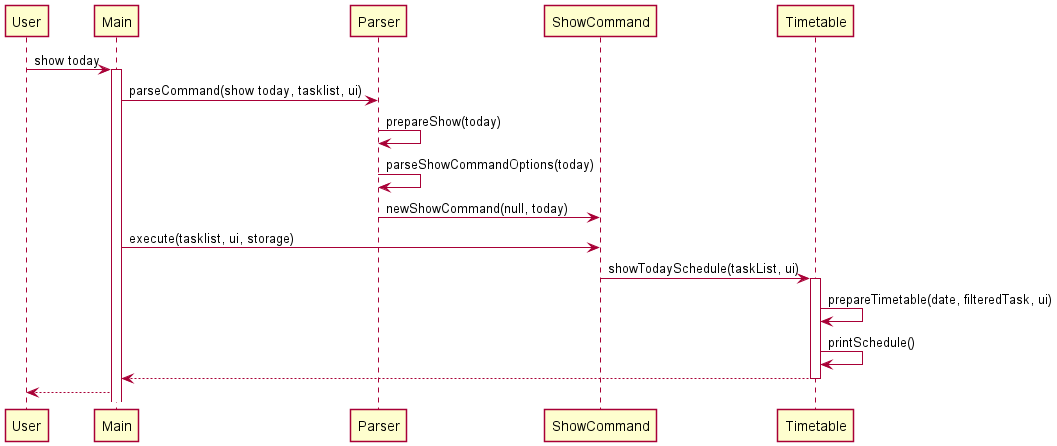 User Main Parser ShowCommand Timetable
show today
parseCommand(show today, tasklist, ui)
prepareShow(today)
parseShowCommandOptions(today)
newShowCommand(null, today)
execute(tasklist, ui, storage)
showTodaySchedule(taskList, ui)
prepareTimetable(date, filteredTask, ui)
printSchedule()
User Main Parser ShowCommand Timetable